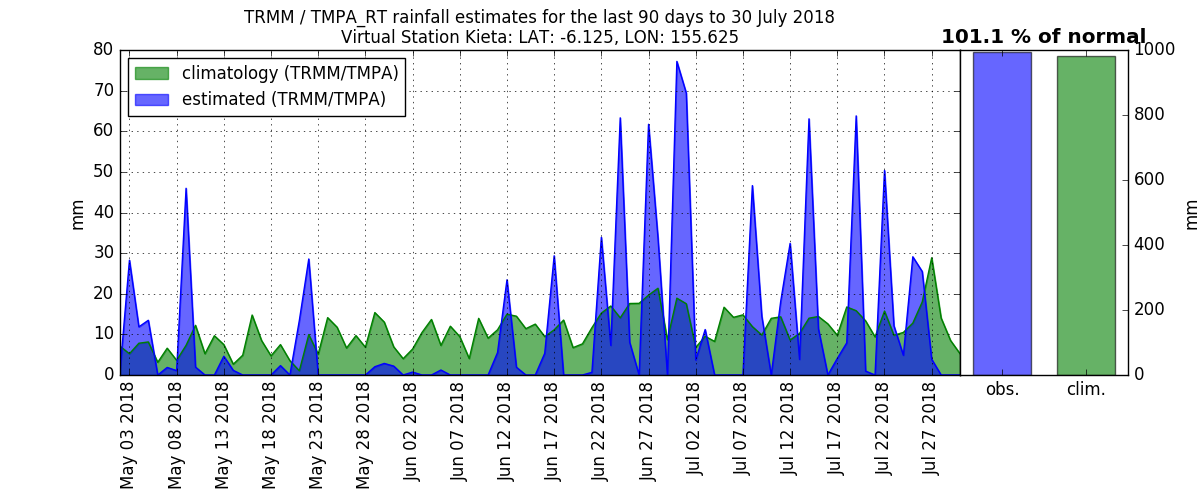 TRMM / TMPA_RT rainfall estimates for the last 90 days to 30 July 2018
Virtual Station Kieta: LAT: -6.125, LON: 155.625
101.1 % of normal
climatology (TRMM/TMPA)
estimated (TRMM/TMPA)
mm
80
70
60
50
40
30
20
10
0
May 03 2018
May 08 2018
May 13 2018
May 18 2018
May 23 2018
May 28 2018
Jun 02 2018
Jun 07 2018
Jun 12 2018
Jun 17 2018
Jun 22 2018
Jun 27 2018
Jul 02 2018
Jul 07 2018
Jul 12 2018
Jul 17 2018
Jul 22 2018
Jul 27 2018
obs.
clim.
1000
800
600
400
200
0
mm